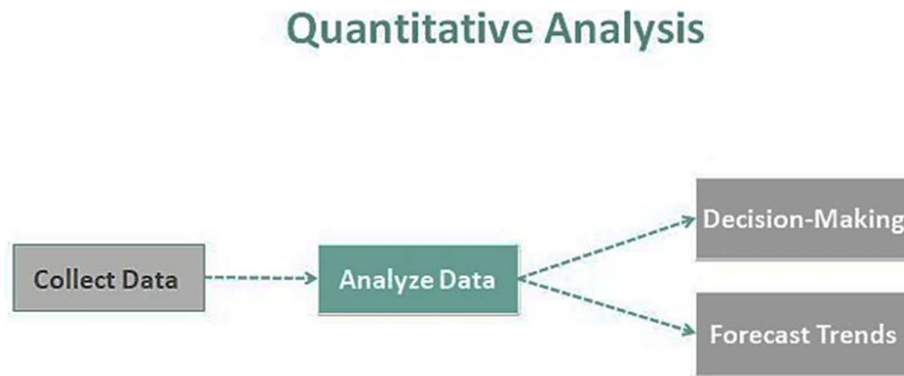 Quantitative Analysis
Decision-Making
Collect Data
Analyze Data
Forecast Trends